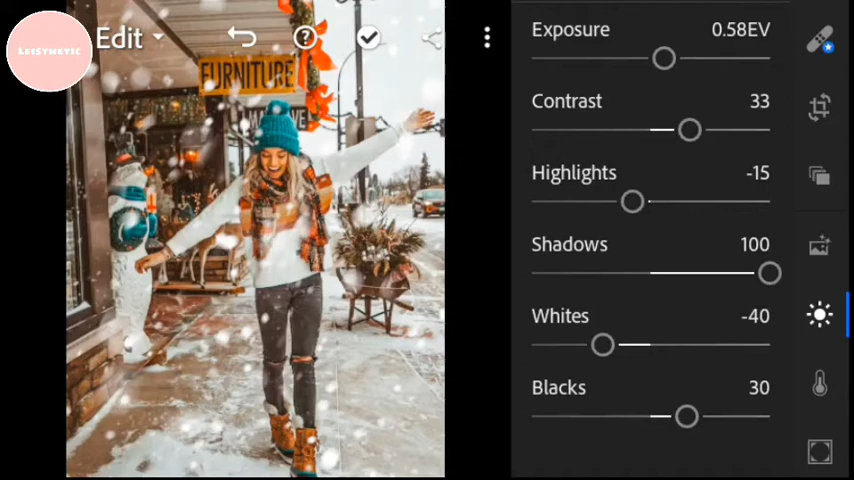 LEISTHETIC
Edit
FURNITURE
Exposure 0.58EV
Contrast 33
Highlights -15
Shadows 100
Whites -40
Blacks 30